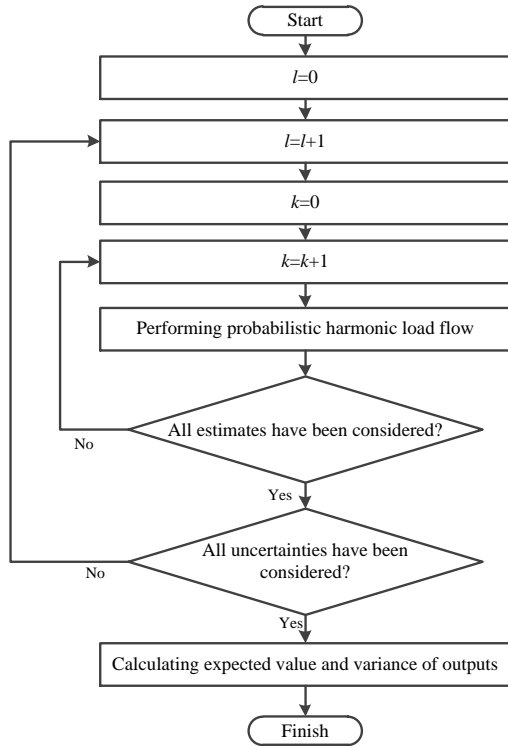 Start
l=0
l=l+1
k=0
k=k+1
Performing probabilistic harmonic load flow
All estimates have been considered?
No
Yes
All uncertainties have been
considered?
No
Yes
Calculating expected value and variance of outputs
Finish